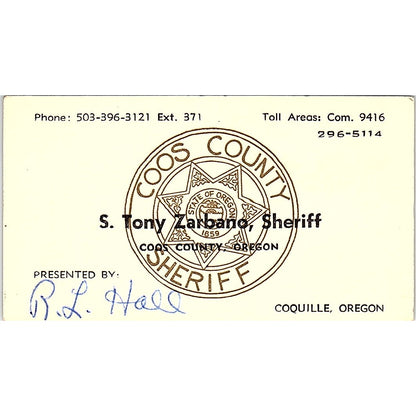 Phone: 503-396-3121 Ext. 371
Toll Areas: Com. 9416
296-5114
COOS COUNTY
STATE OF OREGON
S. Tony Zarbano, Sheriff
1859
COOS COUNTY, OREGON
SHERIFF
PRESENTED BY:
R.L. Hall
COQUILLE, OREGON